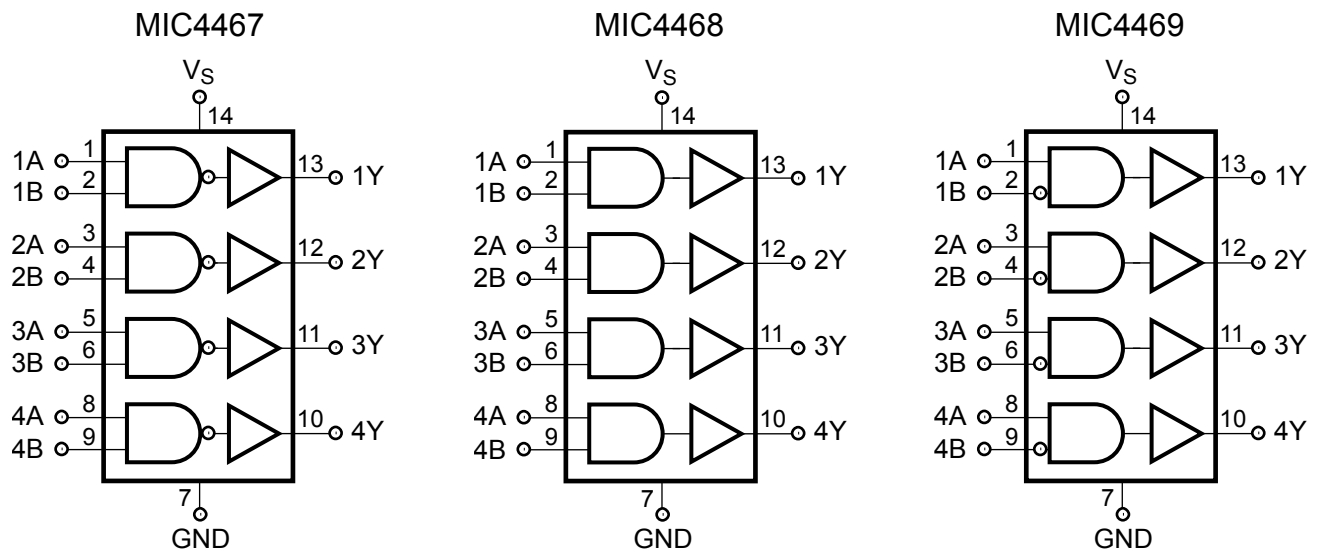 MIC4467
VS
14
1A 1
1B 2
13 1Y
2A 3
2B 4
12 2Y
3A 5
3B 6
11 3Y
4A 8
4B 9
10 4Y
7
GND
MIC4468
VS
14
1A 1
1B 2
13 1Y
2A 3
2B 4
12 2Y
3A 5
3B 6
11 3Y
4A 8
4B 9
10 4Y
7
GND
MIC4469
VS
14
1A 1
1B 2
13 1Y
2A 3
2B 4
12 2Y
3A 5
3B 6
11 3Y
4A 8
4B 9
10 4Y
7
GND